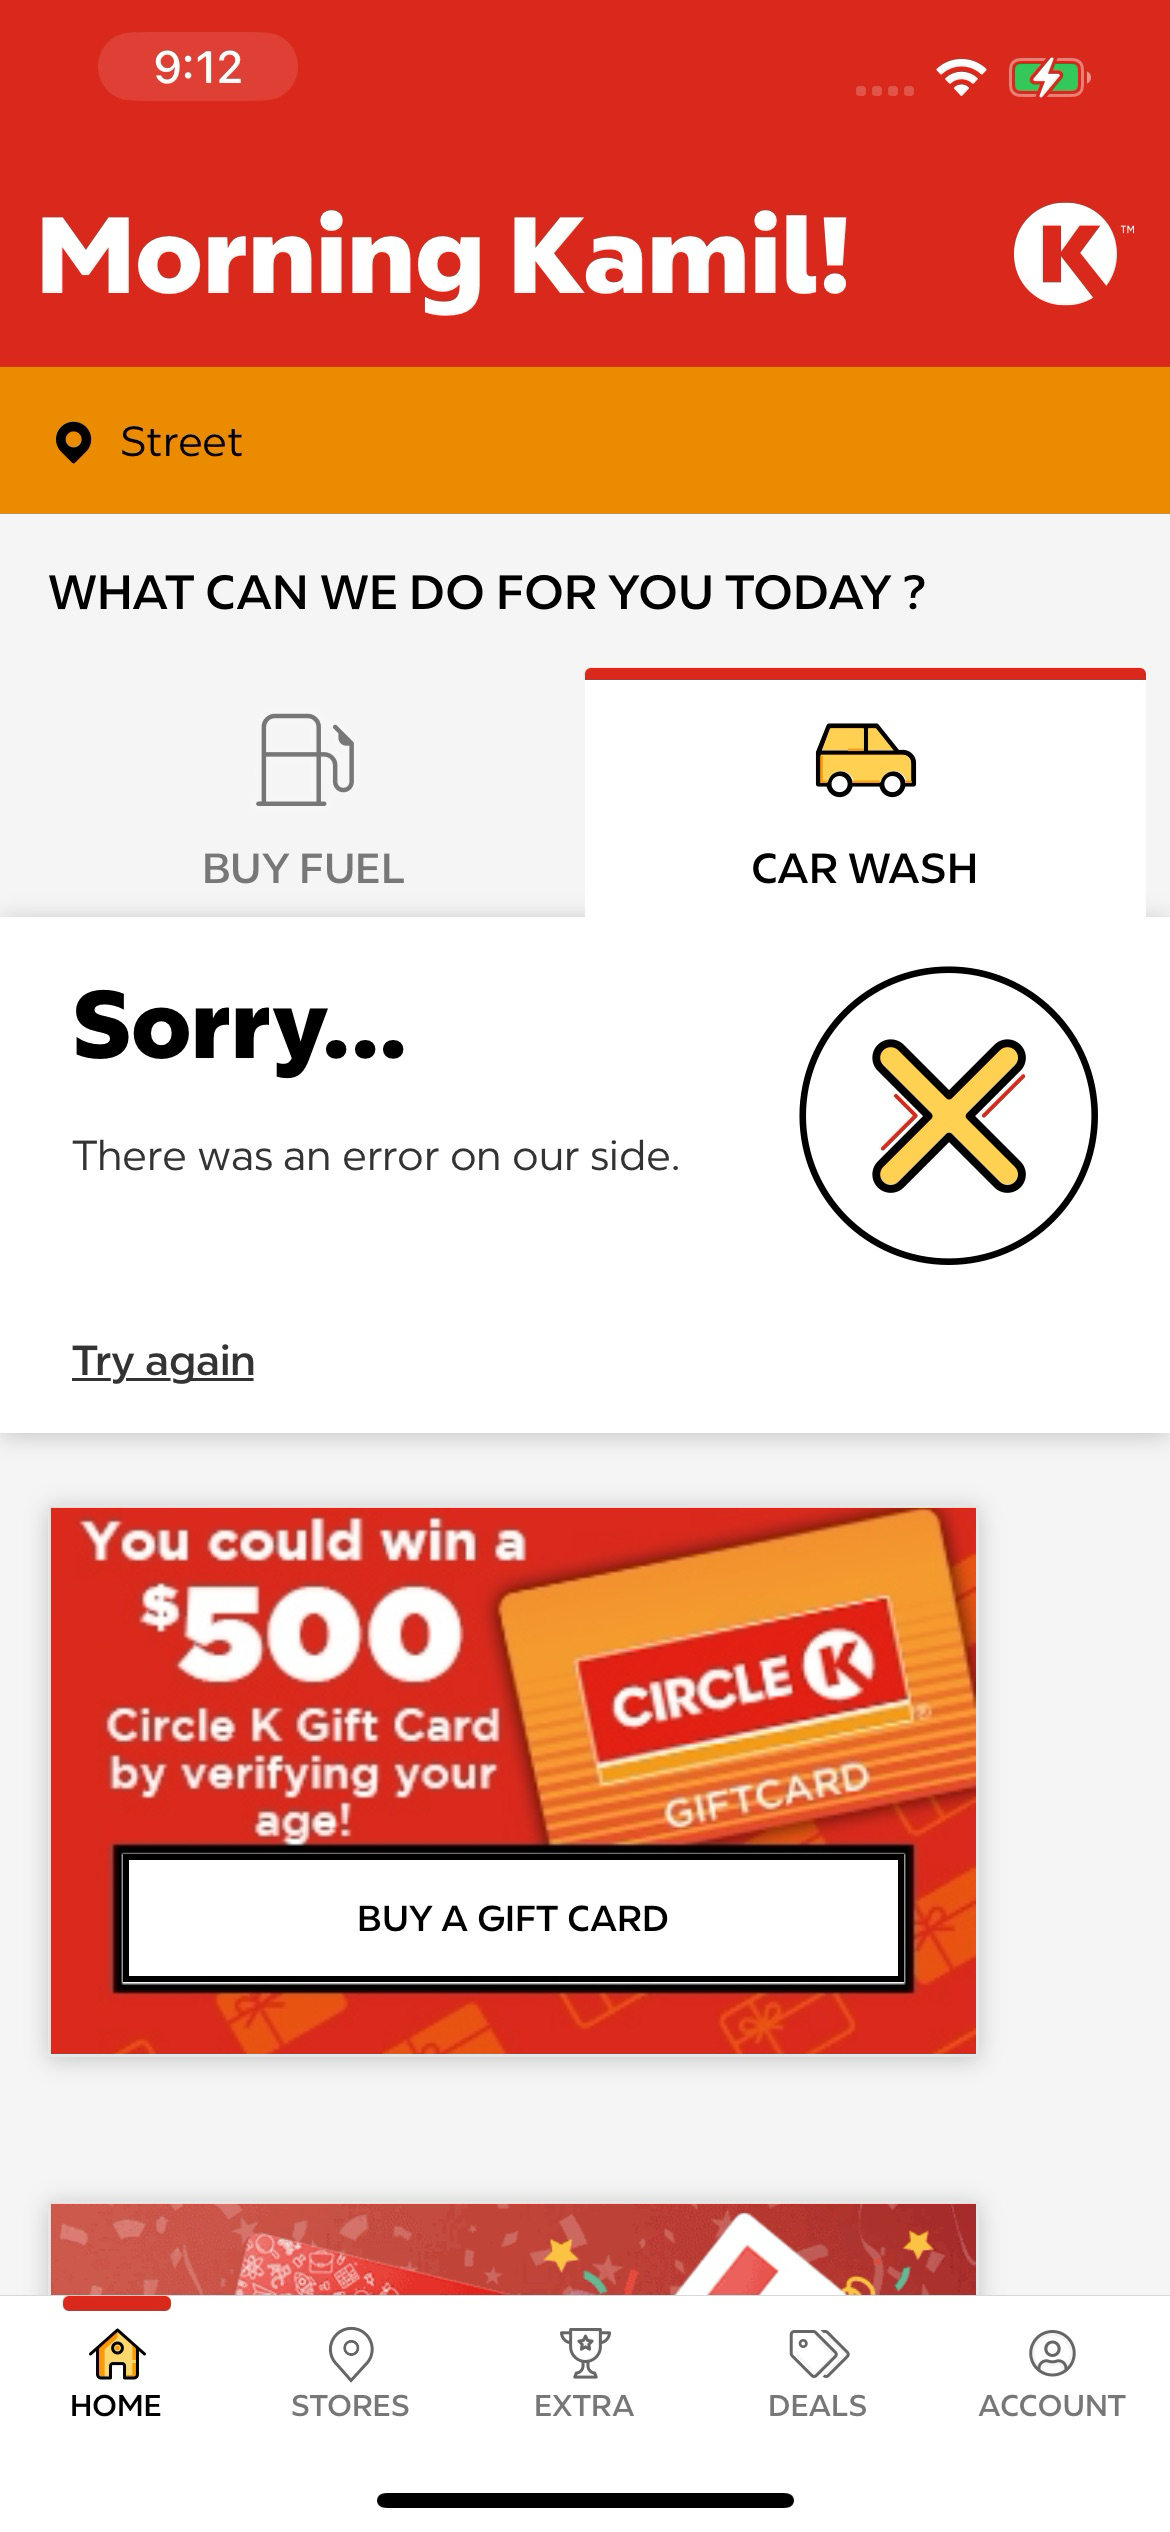 9:12
Morning Kamil!
K™
Street
WHAT CAN WE DO FOR YOU TODAY ?
BUY FUEL
CAR WASH
Sorry...
There was an error on our side.
Try again
You could win a
$500
Circle K Gift Card
by verifying your
age!
CIRCLE K®
GIFTCARD
BUY A GIFT CARD
HOME
STORES
EXTRA
DEALS
ACCOUNT